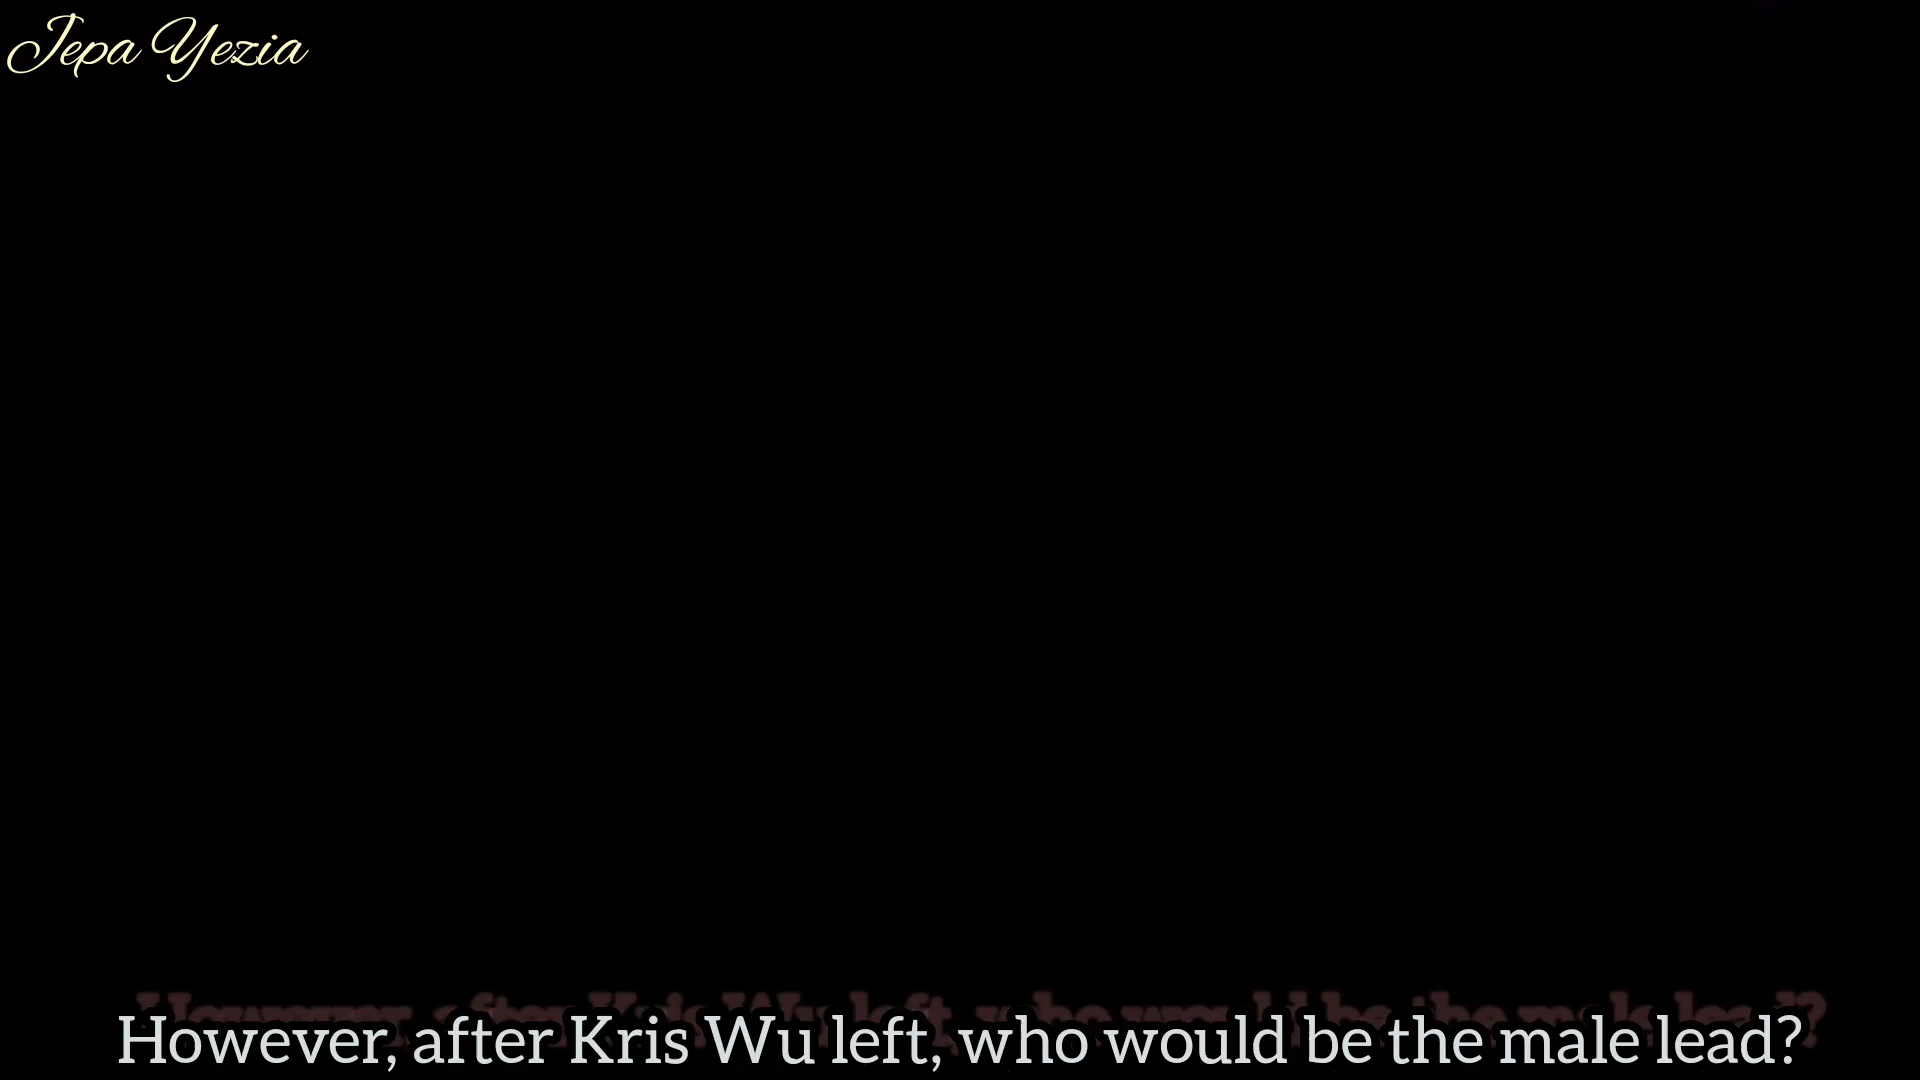 Jepa Yezia
However, after Kris Wu left, who would be the male lead?